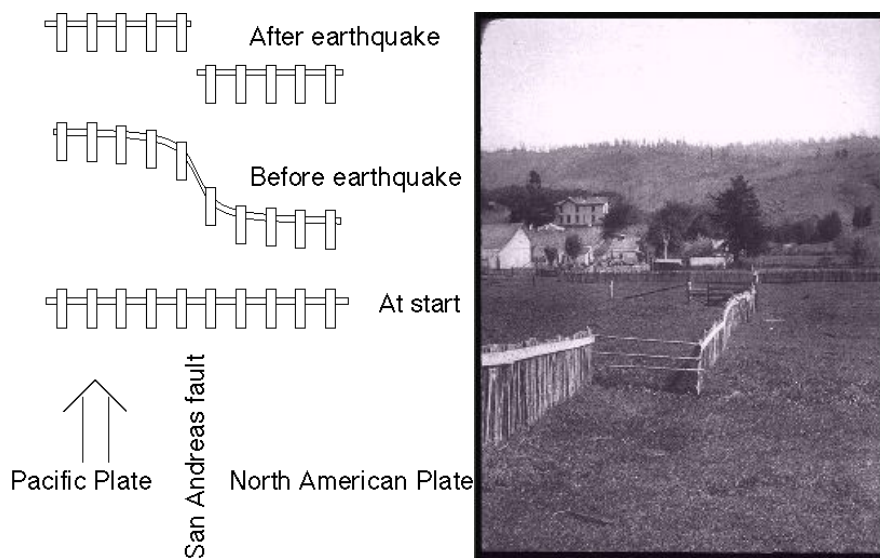 After earthquake
Before earthquake
At start
San Andreas fault
Pacific Plate
North American Plate